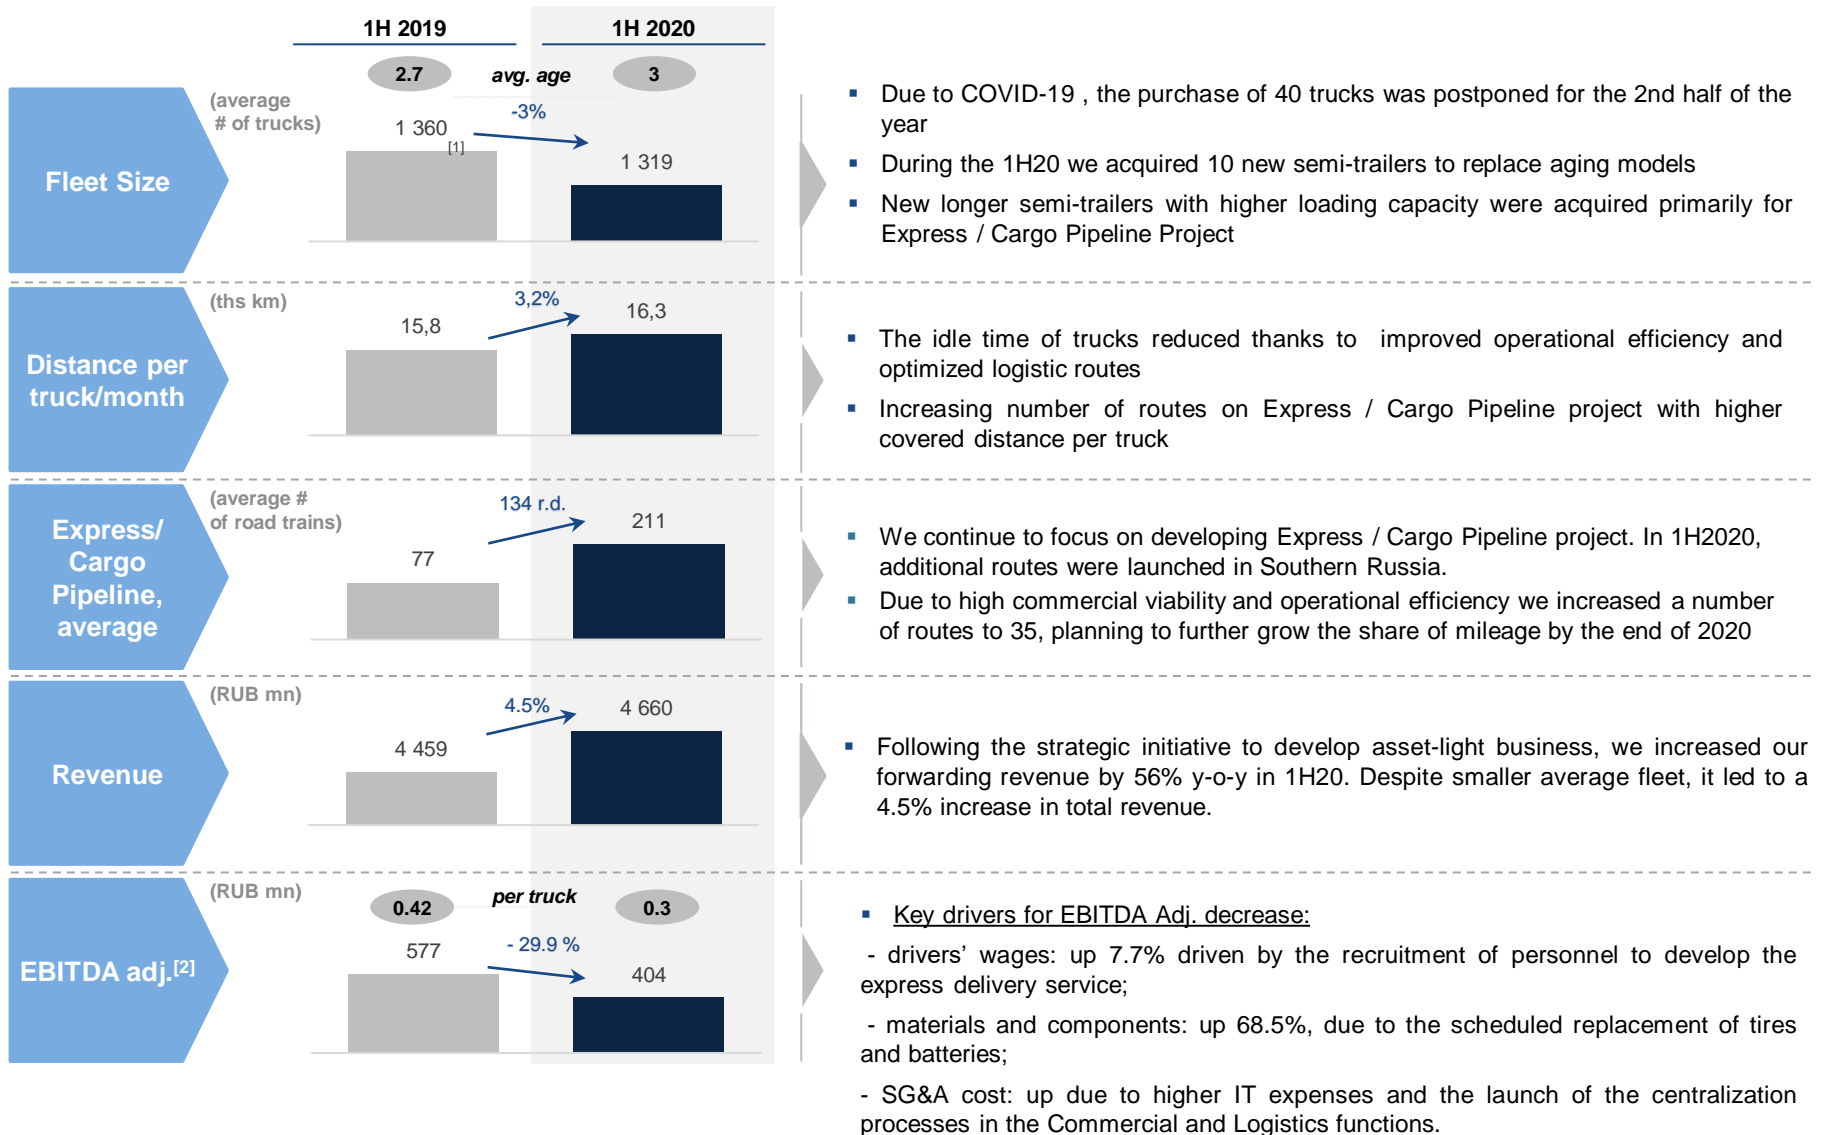 1H 2019
1H 2020
2.7
avg. age
3
Fleet Size
(average
# of trucks)
1 360
[1]
-3%
1 319
▪ Due to COVID-19 , the purchase of 40 trucks was postponed for the 2nd half of the
year
▪ During the 1H20 we acquired 10 new semi-trailers to replace aging models
▪ New longer semi-trailers with higher loading capacity were acquired primarily for
Express / Cargo Pipeline Project
Distance per
truck/month
(ths km)
15,8
3,2%
16,3
▪ The idle time of trucks reduced thanks to improved operational efficiency and
optimized logistic routes
▪ Increasing number of routes on Express / Cargo Pipeline project with higher
covered distance per truck
Express/
Cargo
Pipeline,
average
(average #
of road trains)
77
134 r.d.
211
▪ We continue to focus on developing Express / Cargo Pipeline project. In 1H2020,
additional routes were launched in Southern Russia.
▪ Due to high commercial viability and operational efficiency we increased a number
of routes to 35, planning to further grow the share of mileage by the end of 2020
Revenue
(RUB mn)
4 459
4.5%
4 660
▪ Following the strategic initiative to develop asset-light business, we increased our
forwarding revenue by 56% y-o-y in 1H20. Despite smaller average fleet, it led to a
4.5% increase in total revenue.
EBITDA adj.[2]
(RUB mn)
0.42
per truck
0.3
577
- 29.9 %
404
▪ Key drivers for EBITDA Adj. decrease:
- drivers’ wages: up 7.7% driven by the recruitment of personnel to develop the
express delivery service;
- materials and components: up 68.5%, due to the scheduled replacement of tires
and batteries;
- SG&A cost: up due to higher IT expenses and the launch of the centralization
processes in the Commercial and Logistics functions.